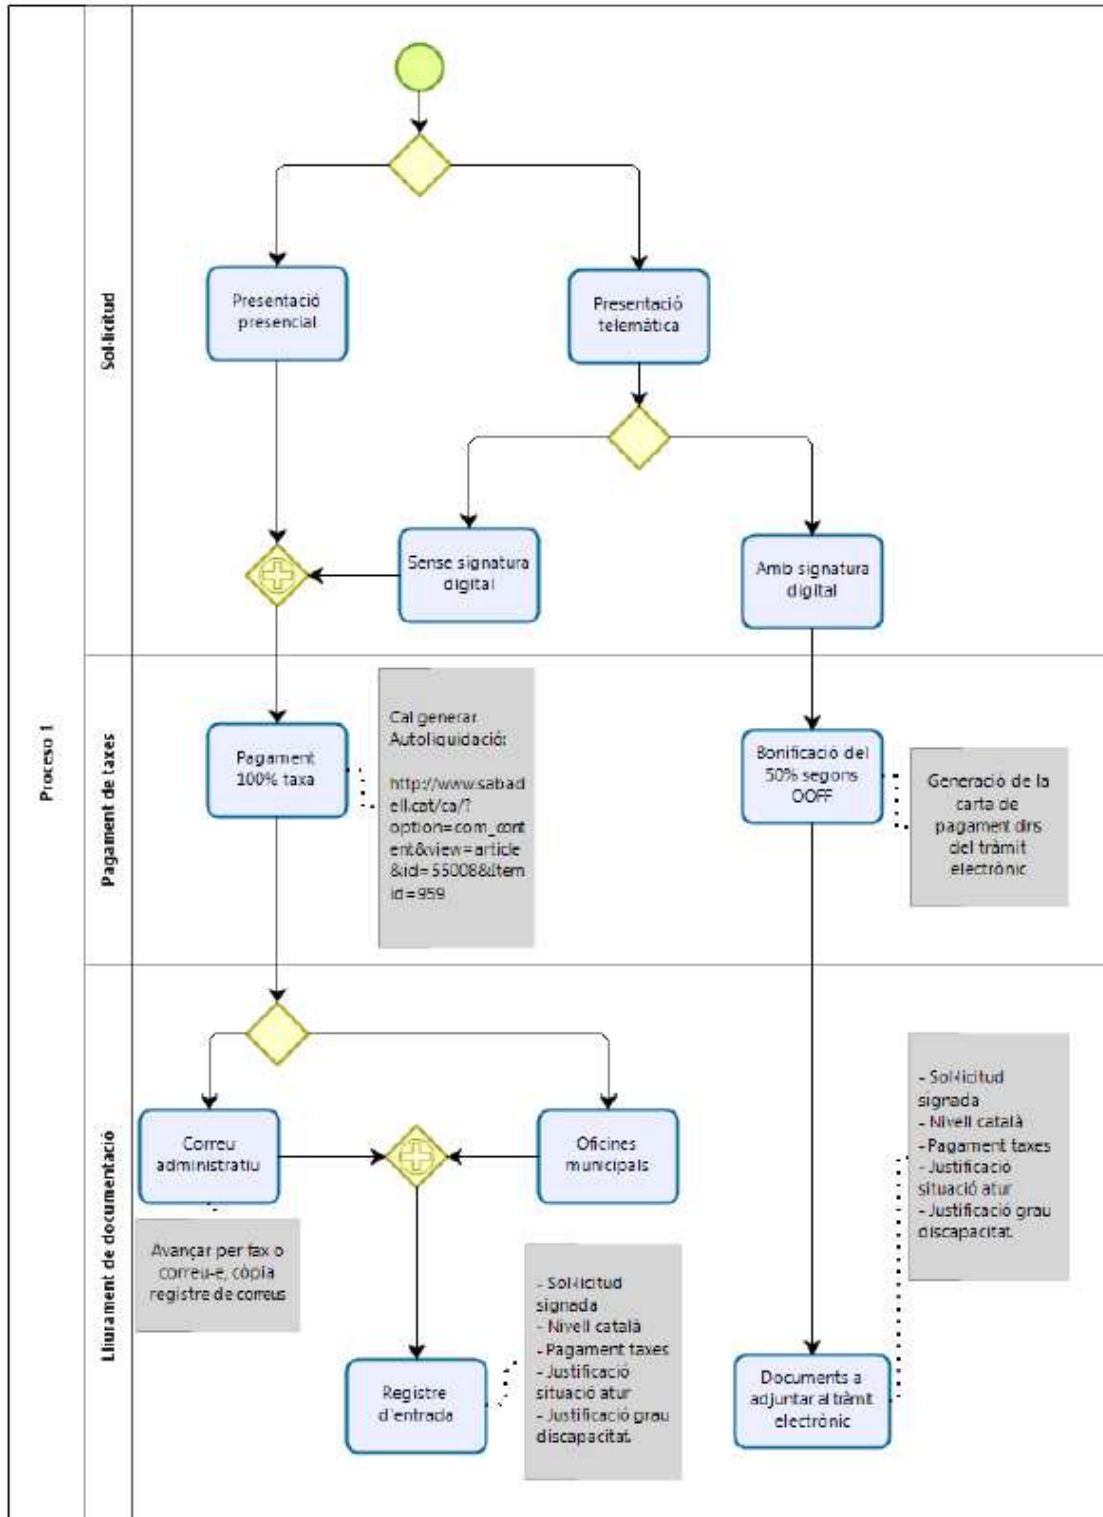 Proceso 1
Sol·licitud
Presentació
presencial
Presentació
telemàtica
Sense signatura
digital
Amb signatura
digital
Pagament de taxes
Pagament
100% taxa
Cal generar
Autoliquidació:
http://www.sabad
ell.cat/ca/?
option=com_cont
ent&view=article
&id=55008&Item
id=959
Bonificació del
50% segons
OOFF
Generació de la
carta de
pagament dins
del tràmit
electrònic
Lliurament de documentació
Correu
administratiu
Oficines
municipals
Avançar per fax o
correu-e, còpia
registre de correus
Registre
d'entrada
- Sol·licitud
signada
- Nivell català
- Pagament taxes
- Justificació
situació atur
- Justificació grau
discapacitat.
Documents a
adjuntar al tràmit
electrònic
- Sol·licitud
signada
- Nivell català
- Pagament taxes
- Justificació
situació atur
- Justificació grau
discapacitat.